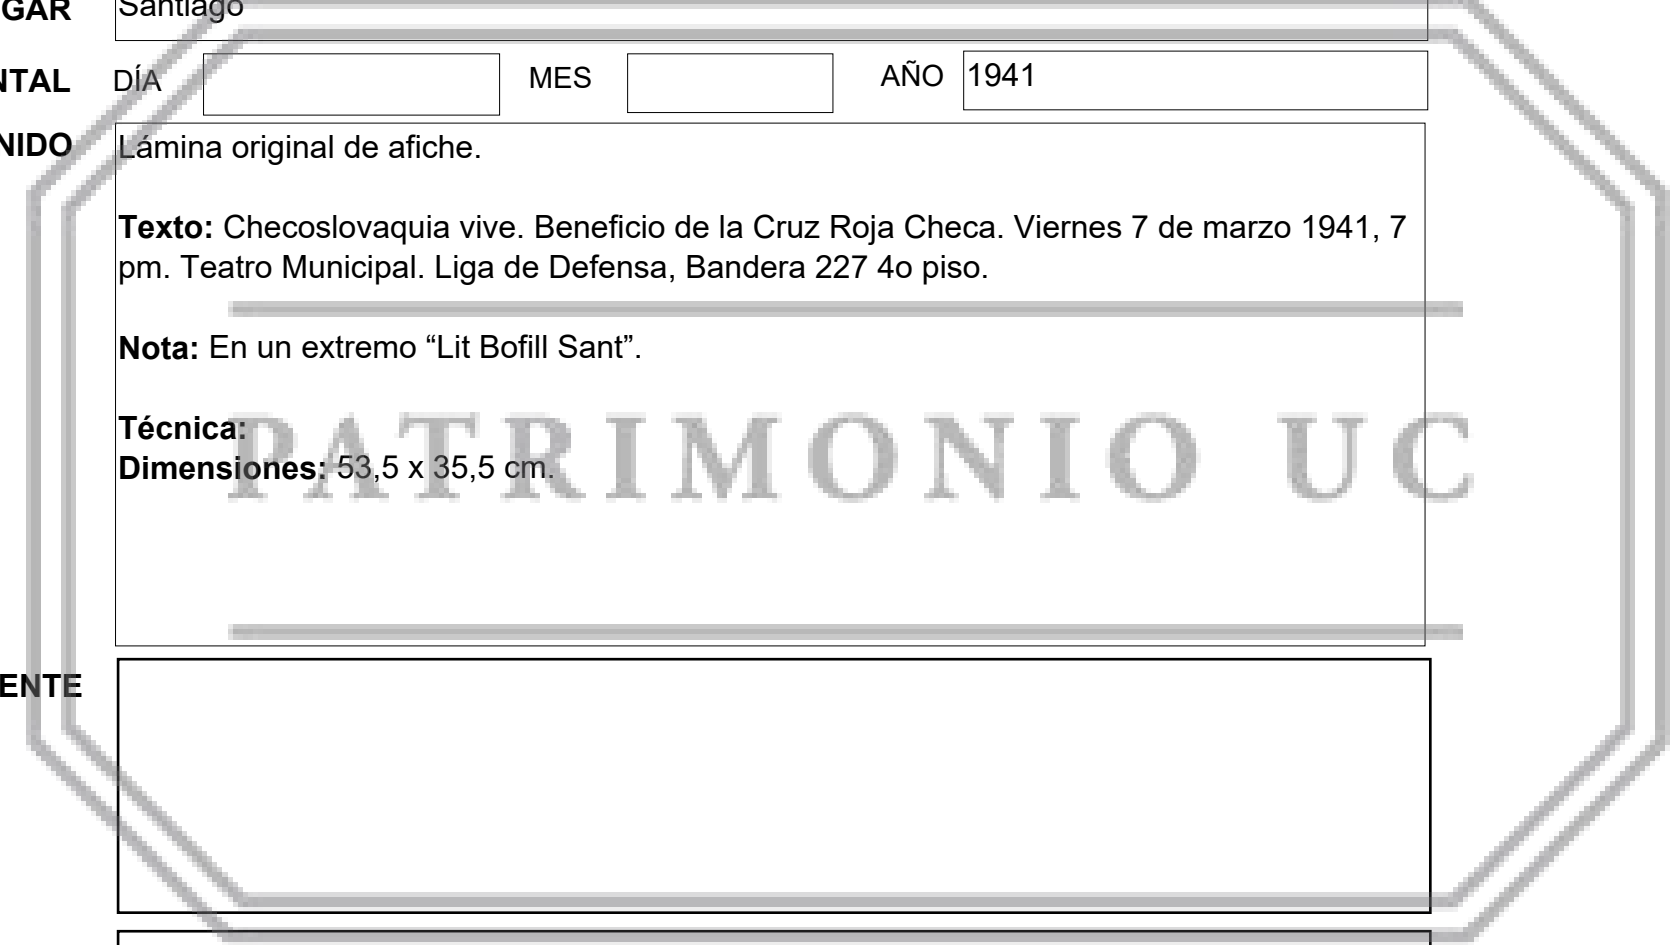 GAR Santiago
NTAL DÍA MES AÑO 1941
NIDO Lámina original de afiche.
Texto: Checoslovaquia vive. Beneficio de la Cruz Roja Checa. Viernes 7 de marzo 1941, 7
pm. Teatro Municipal. Liga de Defensa, Bandera 227 4o piso.
Nota: En un extremo “Lit Bofill Sant”.
Técnica:
Dimensiones: 53,5 x 35,5 cm.
PATRIMONIO UC
ENTE